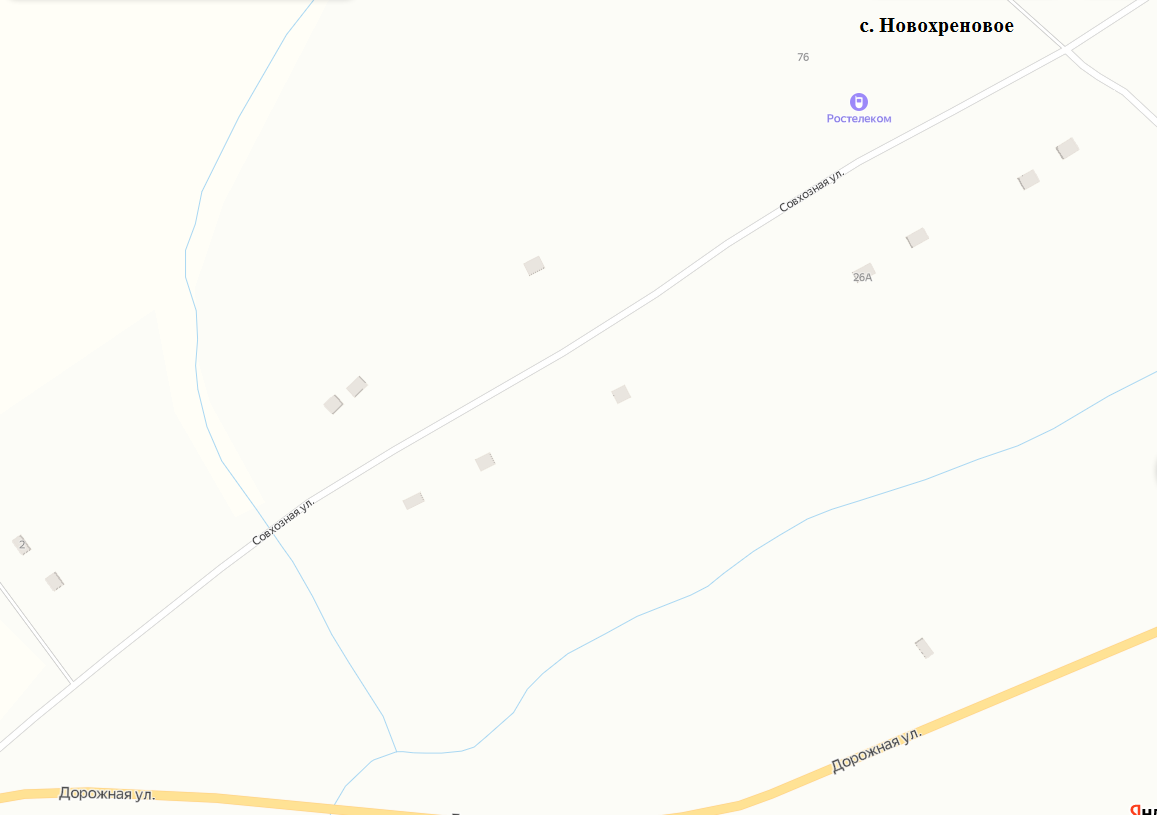 с. Новохреновое
76
Ростелеком
Совхозная ул.
26А
Совхозная ул.
2
Дорожная ул.
Дорожная ул.